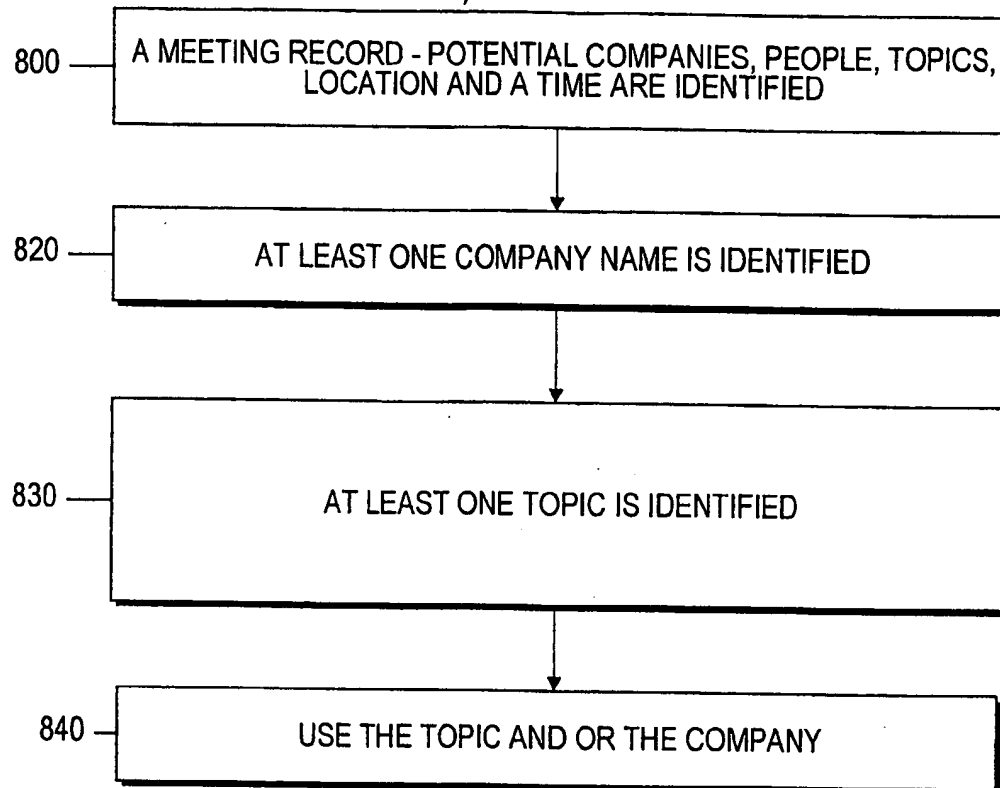 800
A MEETING RECORD - POTENTIAL COMPANIES, PEOPLE, TOPICS,
LOCATION AND A TIME ARE IDENTIFIED
820
AT LEAST ONE COMPANY NAME IS IDENTIFIED
830
AT LEAST ONE TOPIC IS IDENTIFIED
840
USE THE TOPIC AND OR THE COMPANY